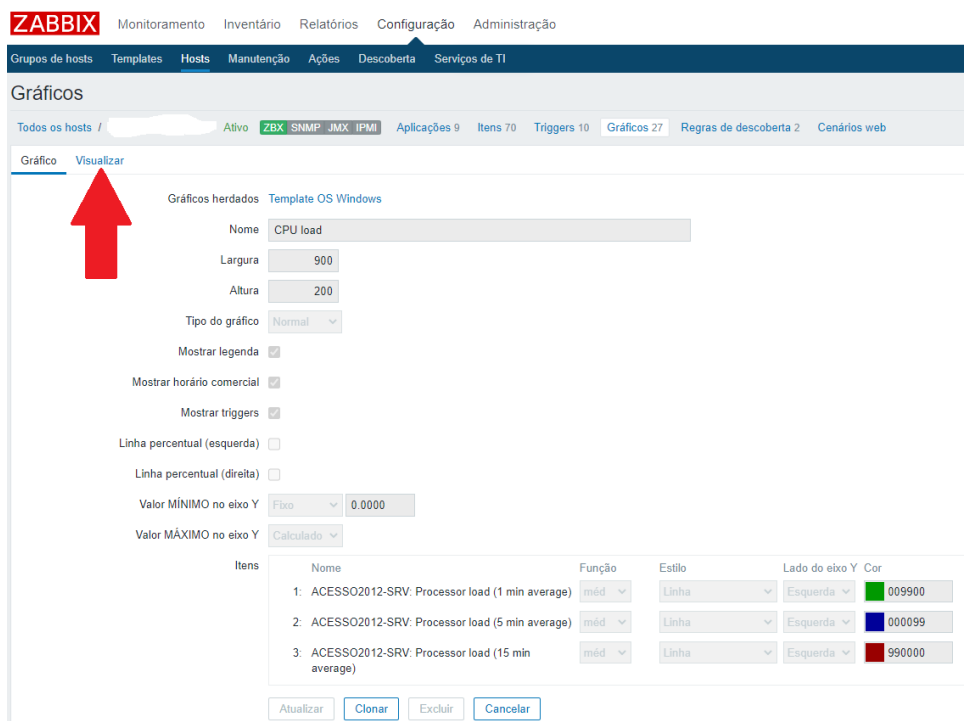 ZABBIX Monitoramento Inventário Relatórios Configuração Administração
Grupos de hosts Templates Hosts Manutenção Ações Descoberta Serviços de TI
Gráficos
Todos os hosts / Ativo ZBX SNMP JMX IPMI Aplicações 9 Itens 70 Triggers 10 Gráficos 27 Regras de descoberta 2 Cenários web
Gráfico Visualizar
Gráficos herdados Template OS Windows
Nome CPU load
Largura 900
Altura 200
Tipo do gráfico Normal
Mostrar legenda
Mostrar horário comercial
Mostrar triggers
Linha percentual (esquerda)
Linha percentual (direita)
Valor MÍNIMO no eixo Y Fixo 0.0000
Valor MÁXIMO no eixo Y Calculado
Itens Nome Função Estilo Lado do eixo Y Cor
1: ACESSO2012-SRV: Processor load (1 min average) méd Linha Esquerda 009900
2: ACESSO2012-SRV: Processor load (5 min average) méd Linha Esquerda 000099
3: ACESSO2012-SRV: Processor load (15 min méd Linha Esquerda 990000
average)
Atualizar Clonar Excluir Cancelar